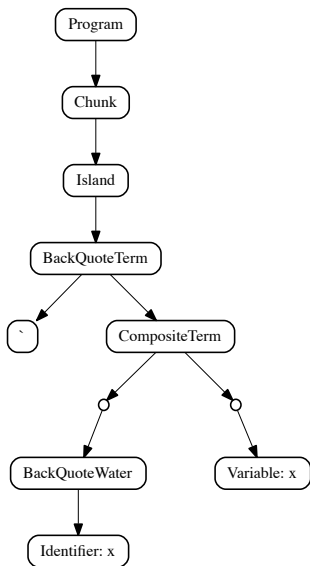 Program
Chunk
Island
BackQuoteTerm
`
CompositeTerm
BackQuoteWater
Variable: x
Identifier: x